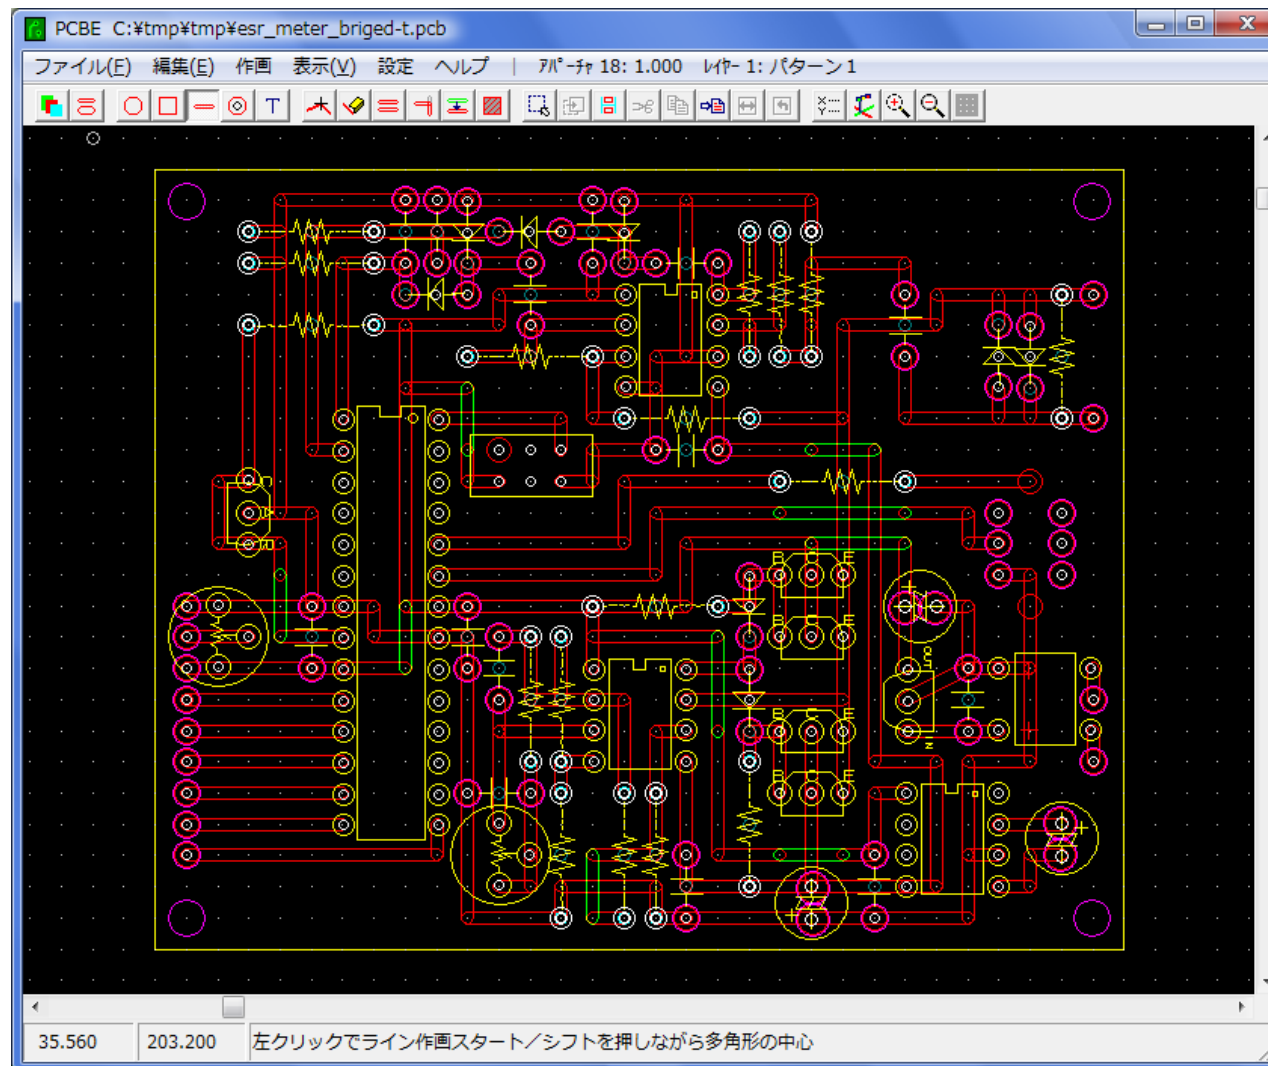 PCBE C:¥tmp¥tmp¥esr_meter_briged-t.pcb
ファイル(F) 編集(E) 作画 表示(V) 設定 ヘルプ | ｱﾊﾟｰﾁｬ 18: 1.000 ﾚｲﾔｰ 1: パターン1
T
X
Y
B C E
B C E
OUT
IN
B C E
B C E
35.560 203.200 左クリックでライン作画スタート／シフトを押しながら多角形の中心